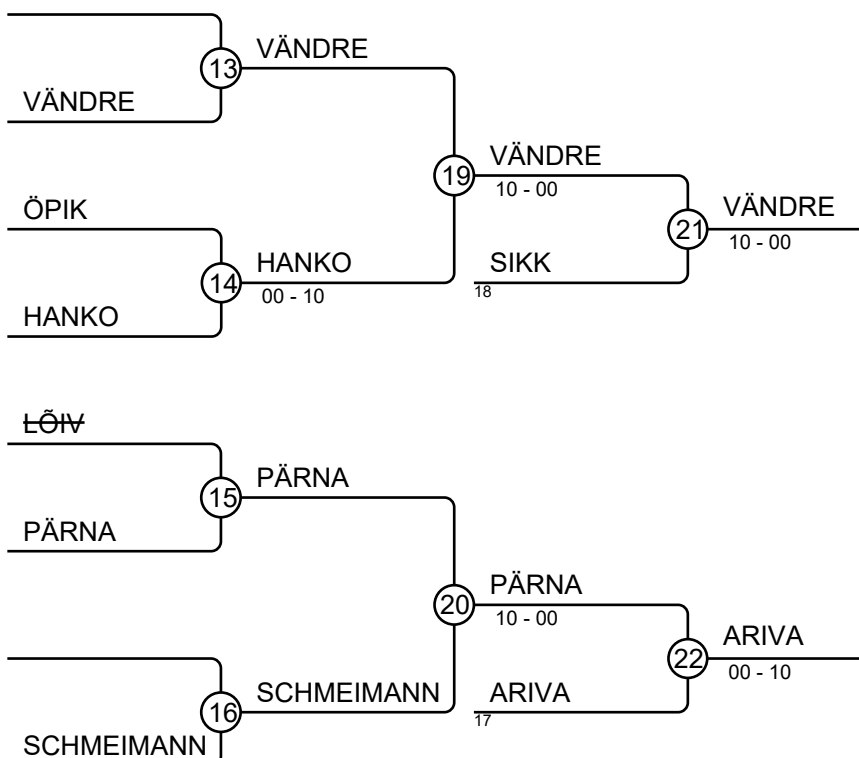 13
VÄNDRE
VÄNDRE
19
VÄNDRE
10 - 00
ÖPIK
21
VÄNDRE
10 - 00
14
HANKO
00 - 10
SIKK
18
HANKO
LÕIV
15
PÄRNA
PÄRNA
20
PÄRNA
10 - 00
22
ARIVA
00 - 10
16
SCHMEIMANN
ARIVA
17
SCHMEIMANN